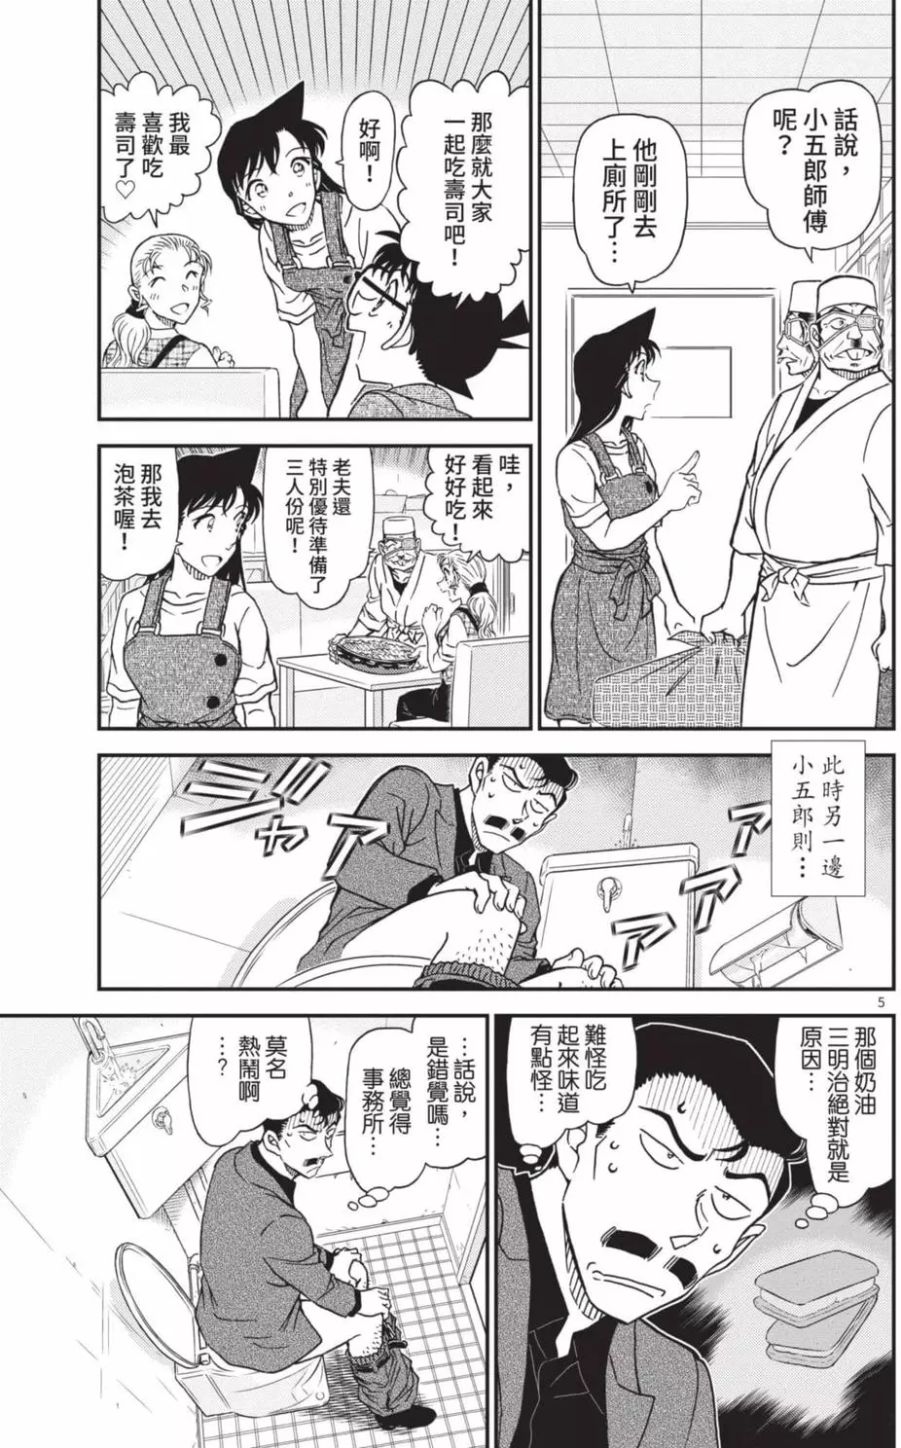 話說，
小五郎師傅
呢？
他剛剛去
上廁所了…
那麼就大家
一起吃壽司吧！
好啊！
我最
喜歡吃
壽司了♡
哇，
看起來
好好吃！
老夫還
特別優待準備了
三人份呢！
那我去
泡茶喔！
此時另一邊
小五郎則…
ジャアアア
5
那個奶油
三明治絕對就是
原因…
難怪吃
起來味道
有點怪…
…話說，
是錯覺嗎…
總覺得
事務所…
莫名
熱鬧啊
…？